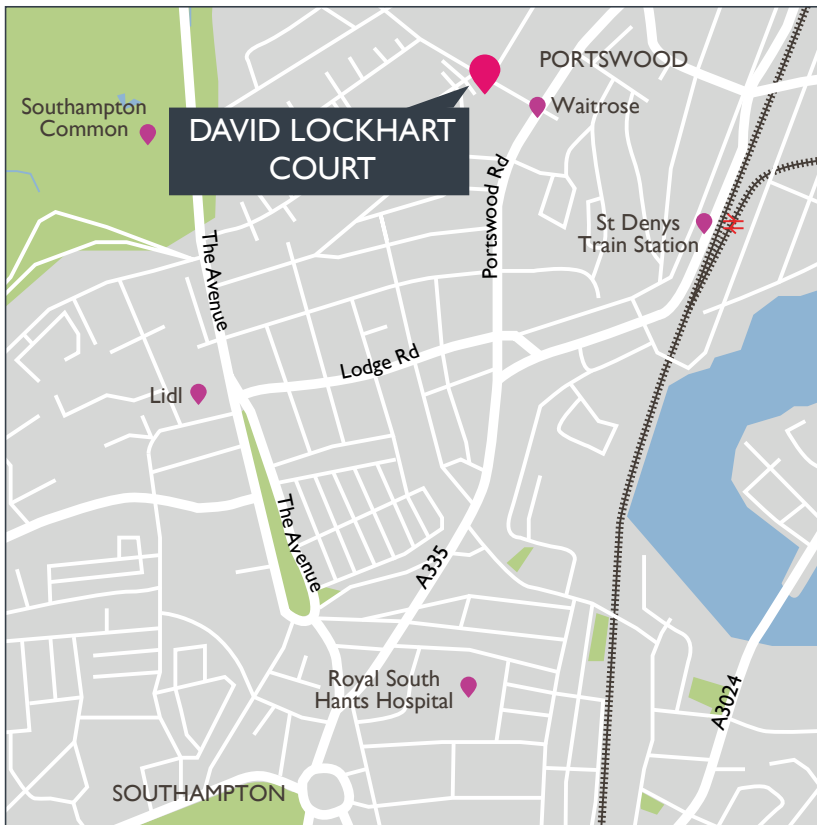 PORTSWOOD
Southampton
Common
Waitrose
DAVID LOCKHART
COURT
Portswood Rd
St Denys
Train Station
The Avenue
Lodge Rd
Lidl
The Avenue
A335
Royal South
Hants Hospital
A3024
SOUTHAMPTON